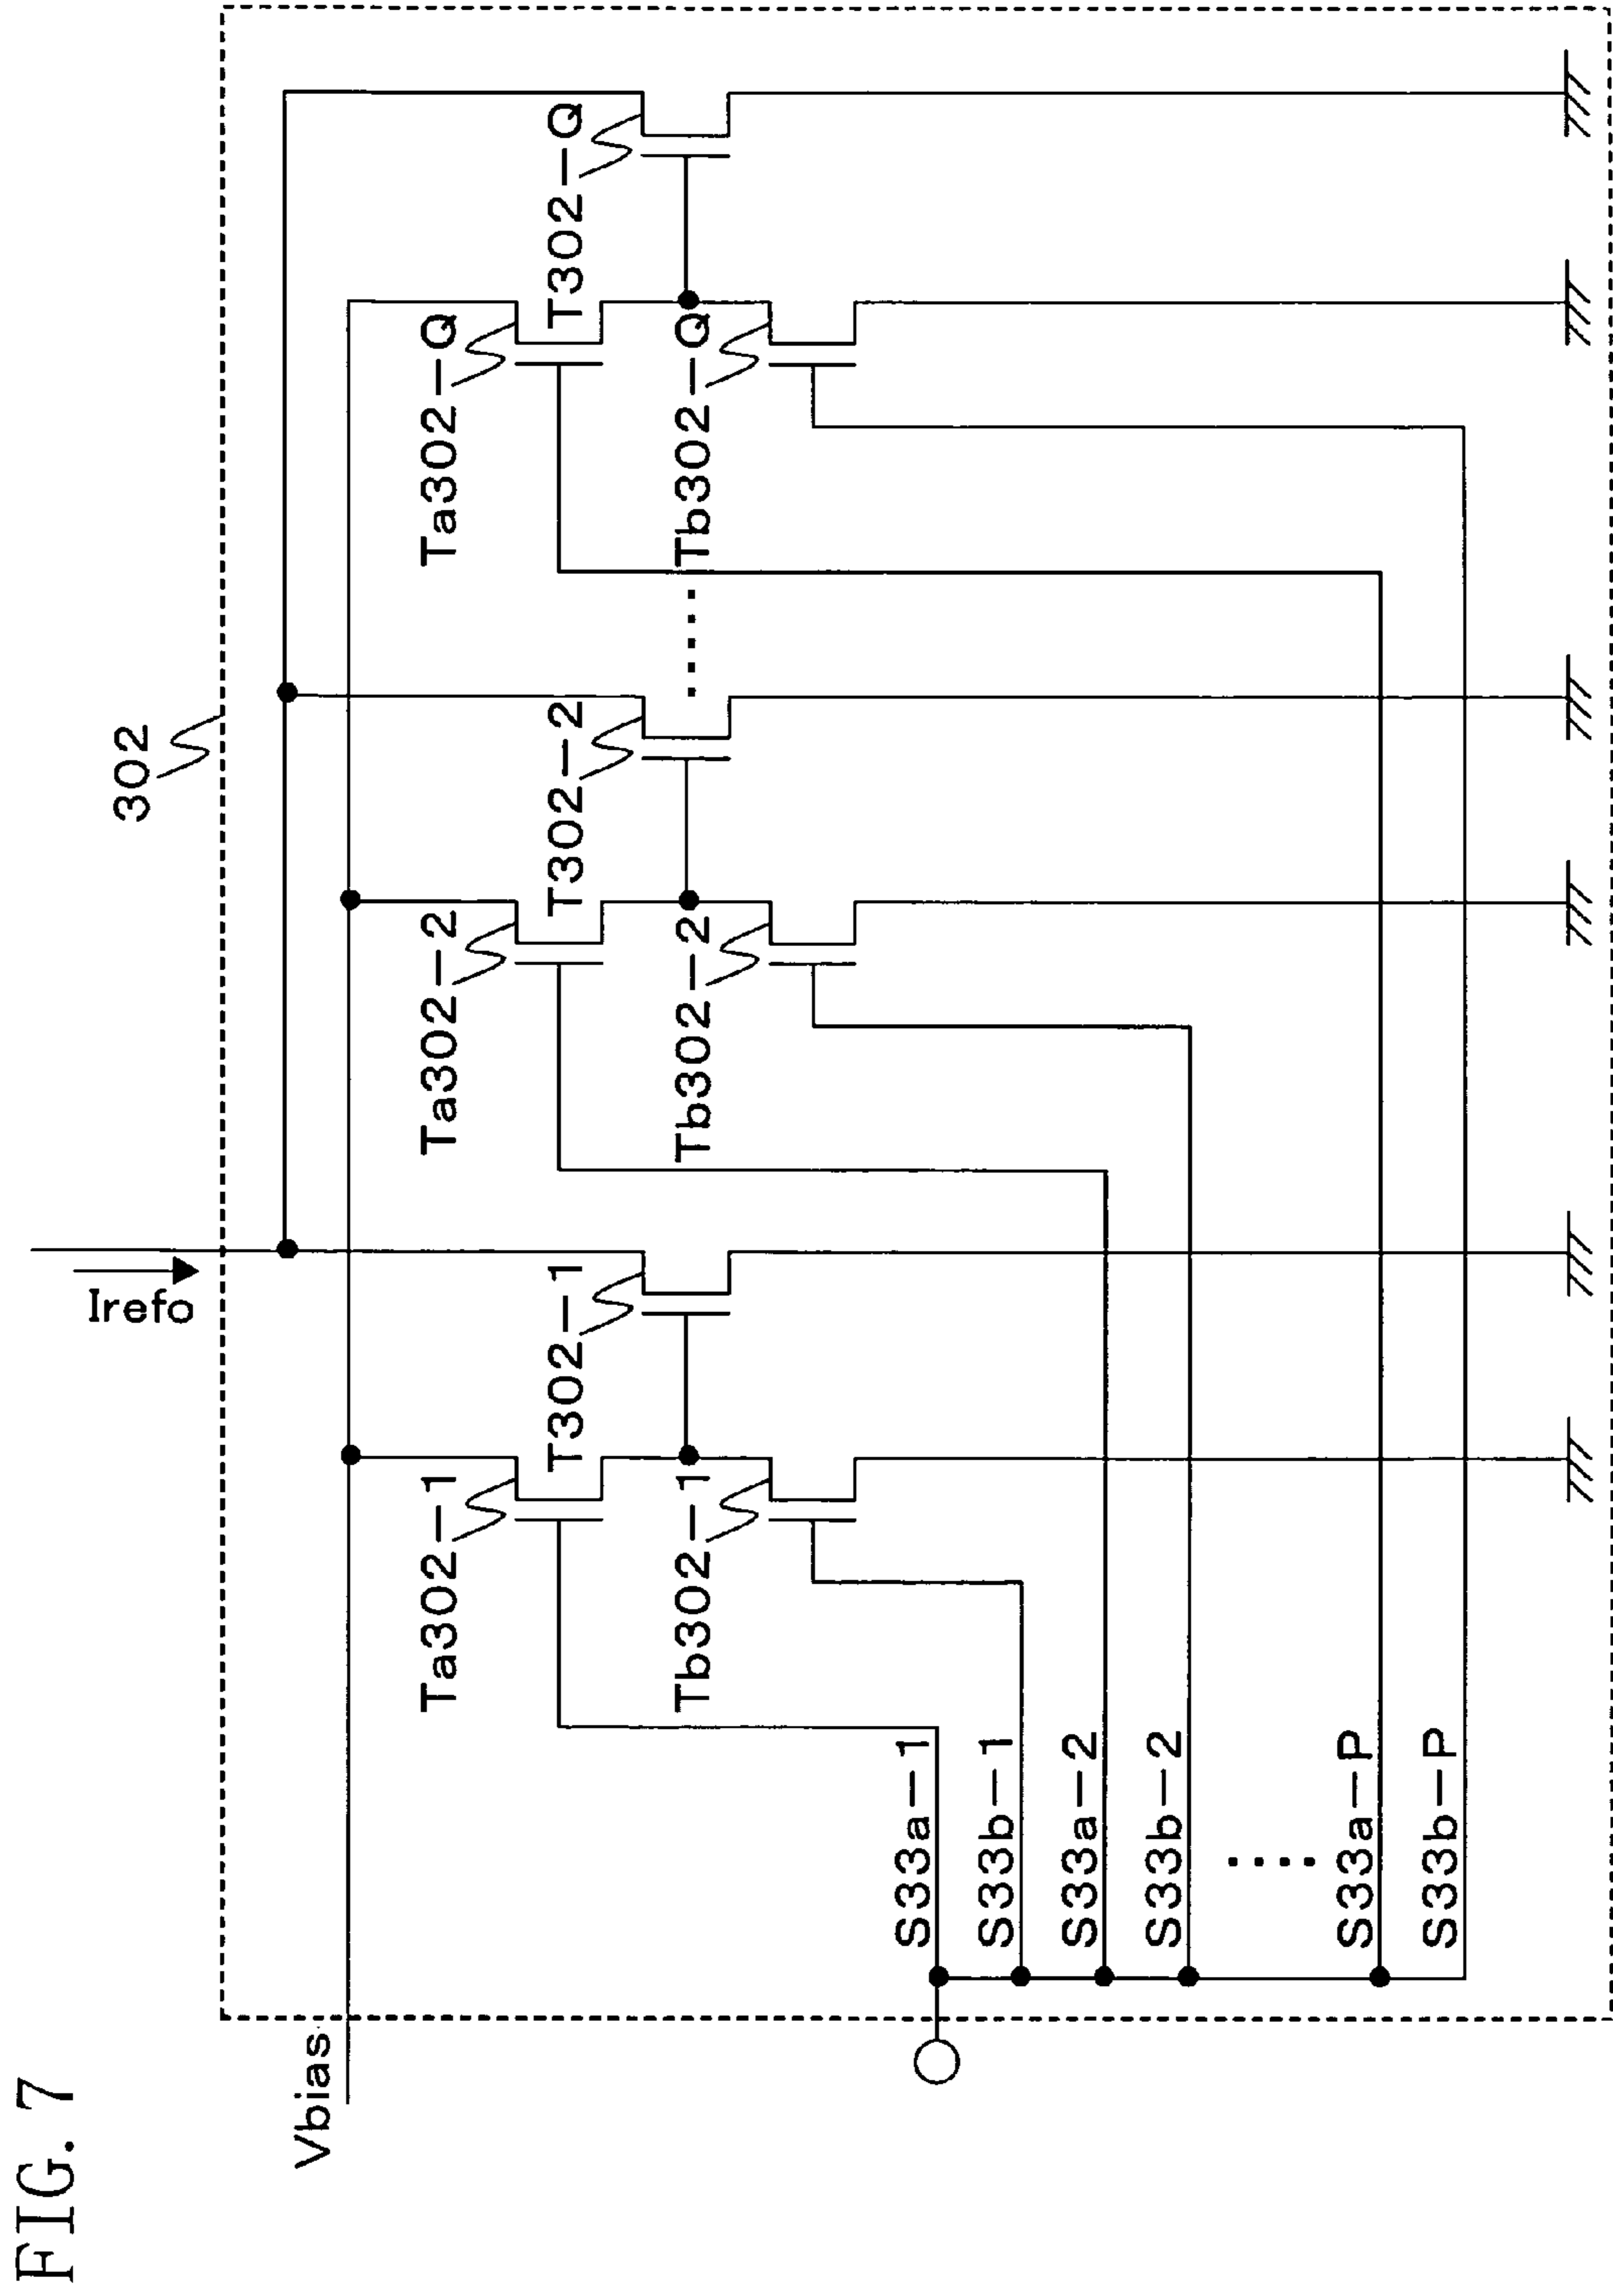 FIG. 7
302
Irefo
Vbias
Ta302-1
T302-1
Tb302-1
Ta302-2
T302-2
Tb302-2
Ta302-Q
T302-Q
Tb302-Q
S33a-1
S33b-1
S33a-2
S33b-2
S33a-P
S33b-P